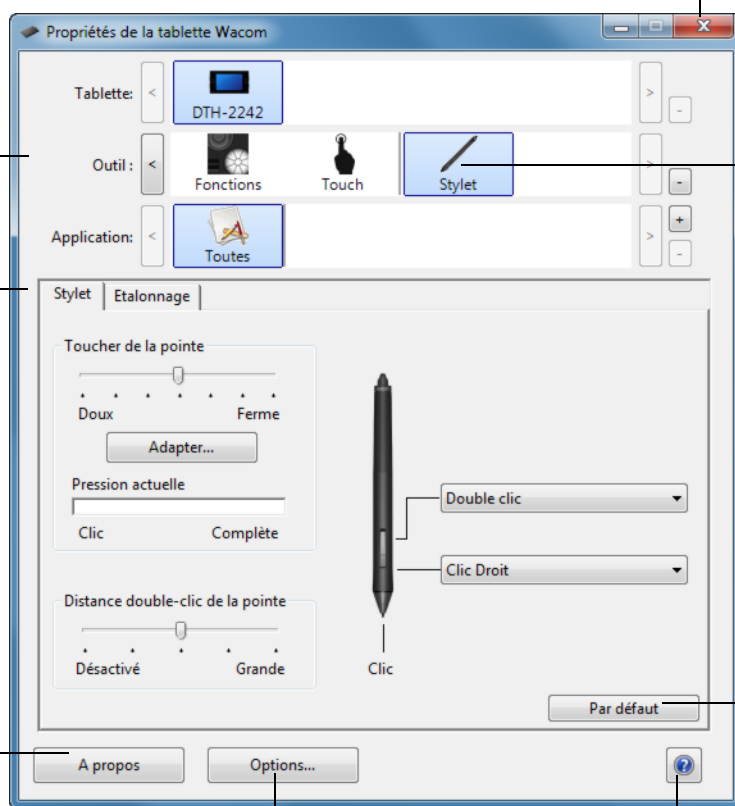 Propriétés de la tablette Wacom
Tablette: < DTH-2242 > -
Outil : < Fonctions Touch Stylet > -
Application: < Toutes > + -
Stylet Etalonnage
Toucher de la pointe
Doux Ferme
Adapter...
Pression actuelle
Clic Complète
Double clic
Clic Droit
Distance double-clic de la pointe
Désactivé Grande
Clic
Par défaut
A propos Options... ?